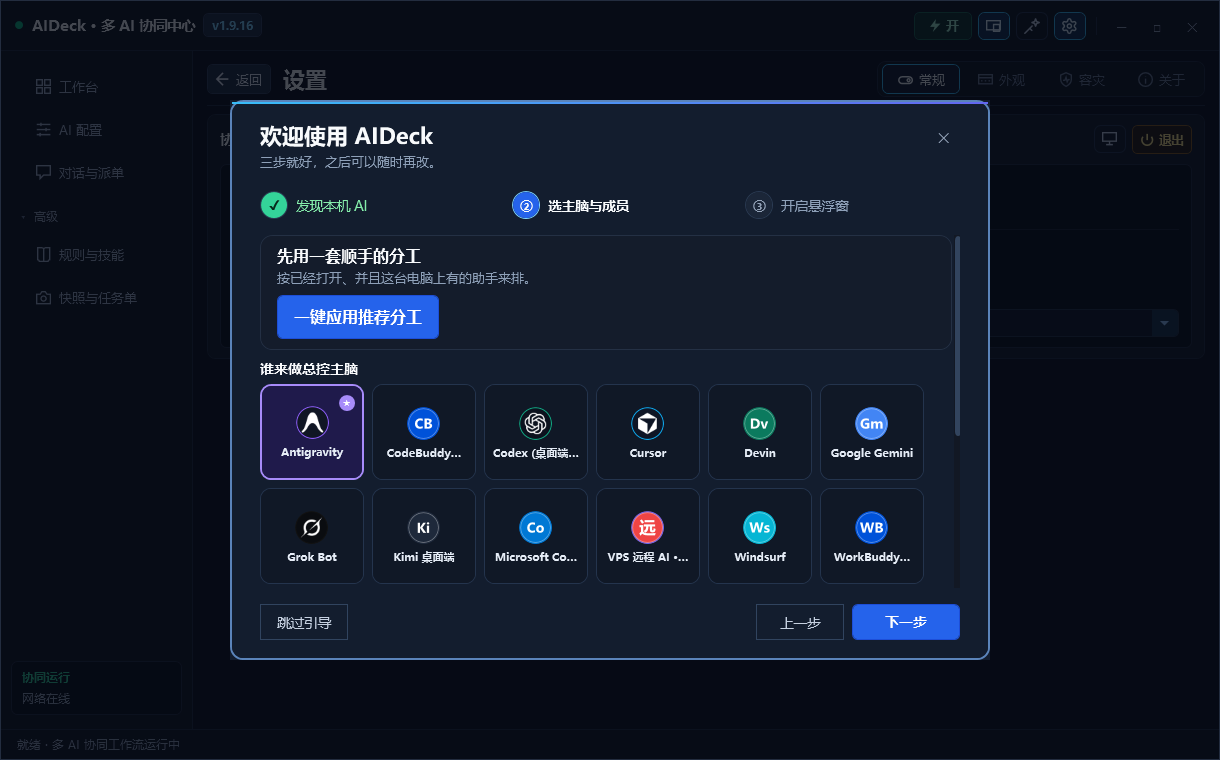 AIDeck · 多 AI 协同中心 v1.9.16 开
工作台
AI 配置
对话与派单
高级
规则与技能
快照与任务单
协同运行
网络在线
就绪 · 多 AI 协同工作流运行中
返回 设置 常规 外观 容灾 关于
退出
欢迎使用 AIDeck
三步就好，之后可以随时再改。
✓ 发现本机 AI ② 选主脑与成员 ③ 开启悬浮窗
先用一套顺手的分工
按已经打开、并且这台电脑上有的助手来排。
一键应用推荐分工
谁来做总控主脑
Antigravity
CB CodeBuddy...
Codex (桌面端...
Cursor
Dv Devin
Gm Google Gemini
Grok Bot
Ki Kimi 桌面端
Co Microsoft Co...
远 VPS 远程 AI ·...
Ws Windsurf
WB WorkBuddy...
跳过引导 上一步 下一步